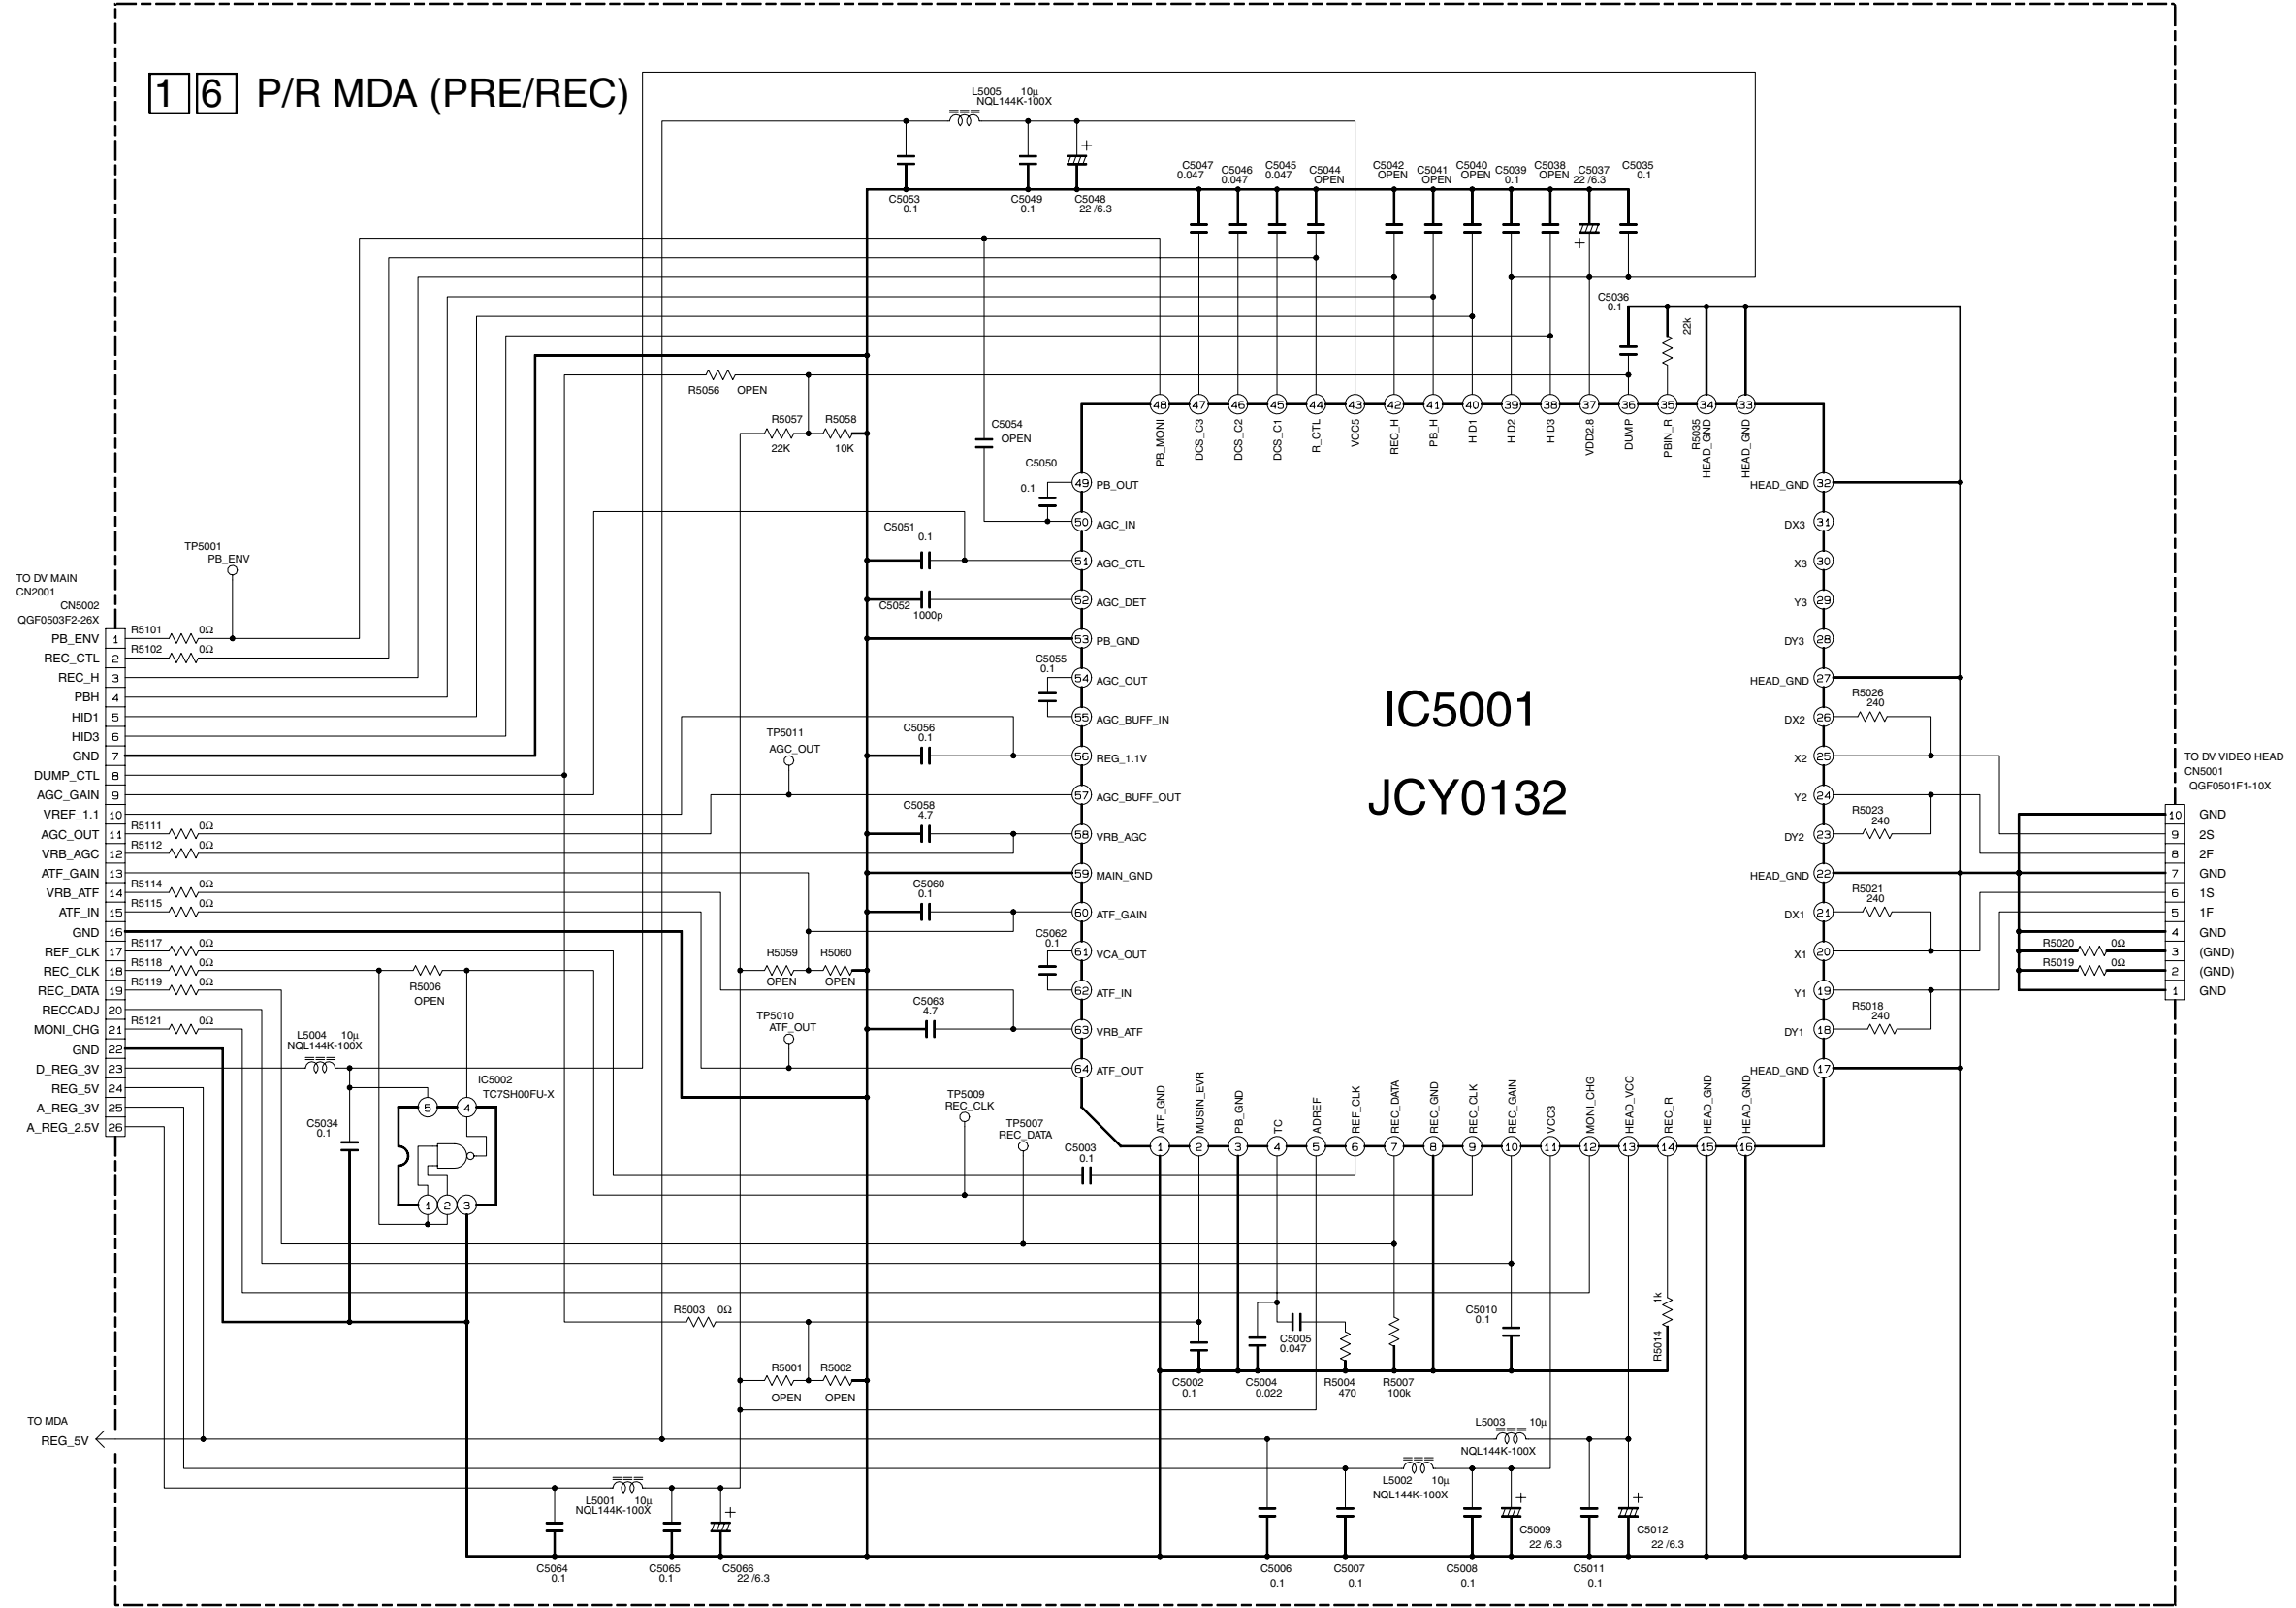 1 6 P/R MDA (PRE/REC)
L5005 10µ
NQL144K-100X
C5053
0.1
C5049
0.1
C5048
22 /6.3
+
C5047
0.047
C5046
0.047
C5045
0.047
C5044
OPEN
C5042
OPEN
C5041
OPEN
C5040
OPEN
C5039
0.1
C5038
OPEN
C5037
22 /6.3
+
C5035
0.1
C5036
0.1
22k
R5056 OPEN
R5057
22K
R5058
10K
C5054
OPEN
C5050
0.1
C5051
0.1
C5052
1000p
C5055
0.1
C5056
0.1
C5058
4.7
C5060
0.1
C5062
0.1
C5063
4.7
R5059
OPEN
R5060
OPEN
TP5001
PB_ENV
TP5011
AGC_OUT
TP5010
ATF_OUT
TP5009
REC_CLK
TP5007
REC_DATA
48 PB_MONI
47 DCS_C3
46 DCS_C2
45 DCS_C1
44 R_CTL
43 VCC5
42 REC_H
41 PB_H
40 HID1
39 HID2
38 HID3
37 VDD2.8
36 DUMP
35 PBIN_R
R5035
34 HEAD_GND
33 HEAD_GND
49 PB_OUT
50 AGC_IN
51 AGC_CTL
52 AGC_DET
53 PB_GND
54 AGC_OUT
55 AGC_BUFF_IN
56 REG_1.1V
57 AGC_BUFF_OUT
58 VRB_AGC
59 MAIN_GND
60 ATF_GAIN
61 VCA_OUT
62 ATF_IN
63 VRB_ATF
64 ATF_OUT
IC5001
JCY0132
HEAD_GND 32
DX3 31
X3 30
Y3 29
DY3 28
HEAD_GND 27
DX2 26
X2 25
Y2 24
DY2 23
HEAD_GND 22
DX1 21
X1 20
Y1 19
DY1 18
HEAD_GND 17
R5026
240
R5023
240
R5021
240
R5018
240
ATF_GND 1
MUSIN_EVR 2
PB_GND 3
TC 4
ADREF 5
REF_CLK 6
REC_DATA 7
REC_GND 8
REC_CLK 9
REC_GAIN 10
VCC3 11
MONI_CHG 12
HEAD_VCC 13
REC_R 14
HEAD_GND 15
HEAD_GND 16
TO DV MAIN
CN2001
CN5002
QGF0503F2-26X
PB_ENV 1 R5101 0Ω
REC_CTL 2 R5102 0Ω
REC_H 3
PBH 4
HID1 5
HID3 6
GND 7
DUMP_CTL 8
AGC_GAIN 9
VREF_1.1 10
AGC_OUT 11 R5111 0Ω
VRB_AGC 12 R5112 0Ω
ATF_GAIN 13
VRB_ATF 14 R5114 0Ω
ATF_IN 15 R5115 0Ω
GND 16
REF_CLK 17 R5117 0Ω
REC_CLK 18 R5118 0Ω
REC_DATA 19 R5119 0Ω
RECCADJ 20
MONI_CHG 21 R5121 0Ω
GND 22
D_REG_3V 23
REG_5V 24
A_REG_3V 25
A_REG_2.5V 26
R5006
OPEN
L5004 10µ
NQL144K-100X
C5034
0.1
IC5002
TC7SH00FU-X
5 4
1 2 3
TO DV VIDEO HEAD
CN5001
QGF0501F1-10X
10 GND
9 2S
8 2F
7 GND
6 1S
5 1F
4 GND
R5020 0Ω 3 (GND)
R5019 0Ω 2 (GND)
1 GND
C5003
0.1
R5003 0Ω
R5001
OPEN
R5002
OPEN
C5002
0.1
C5004
0.022
C5005
0.047
R5004
470
R5007
100k
C5010
0.1
R5014 1k
TO MDA
REG_5V
L5003 10µ
NQL144K-100X
L5002 10µ
NQL144K-100X
L5001 10µ
NQL144K-100X
C5064
0.1
C5065
0.1
+
C5066
22 /6.3
C5006
0.1
C5007
0.1
C5008
0.1
+
C5009
22 /6.3
C5011
0.1
+
C5012
22 /6.3